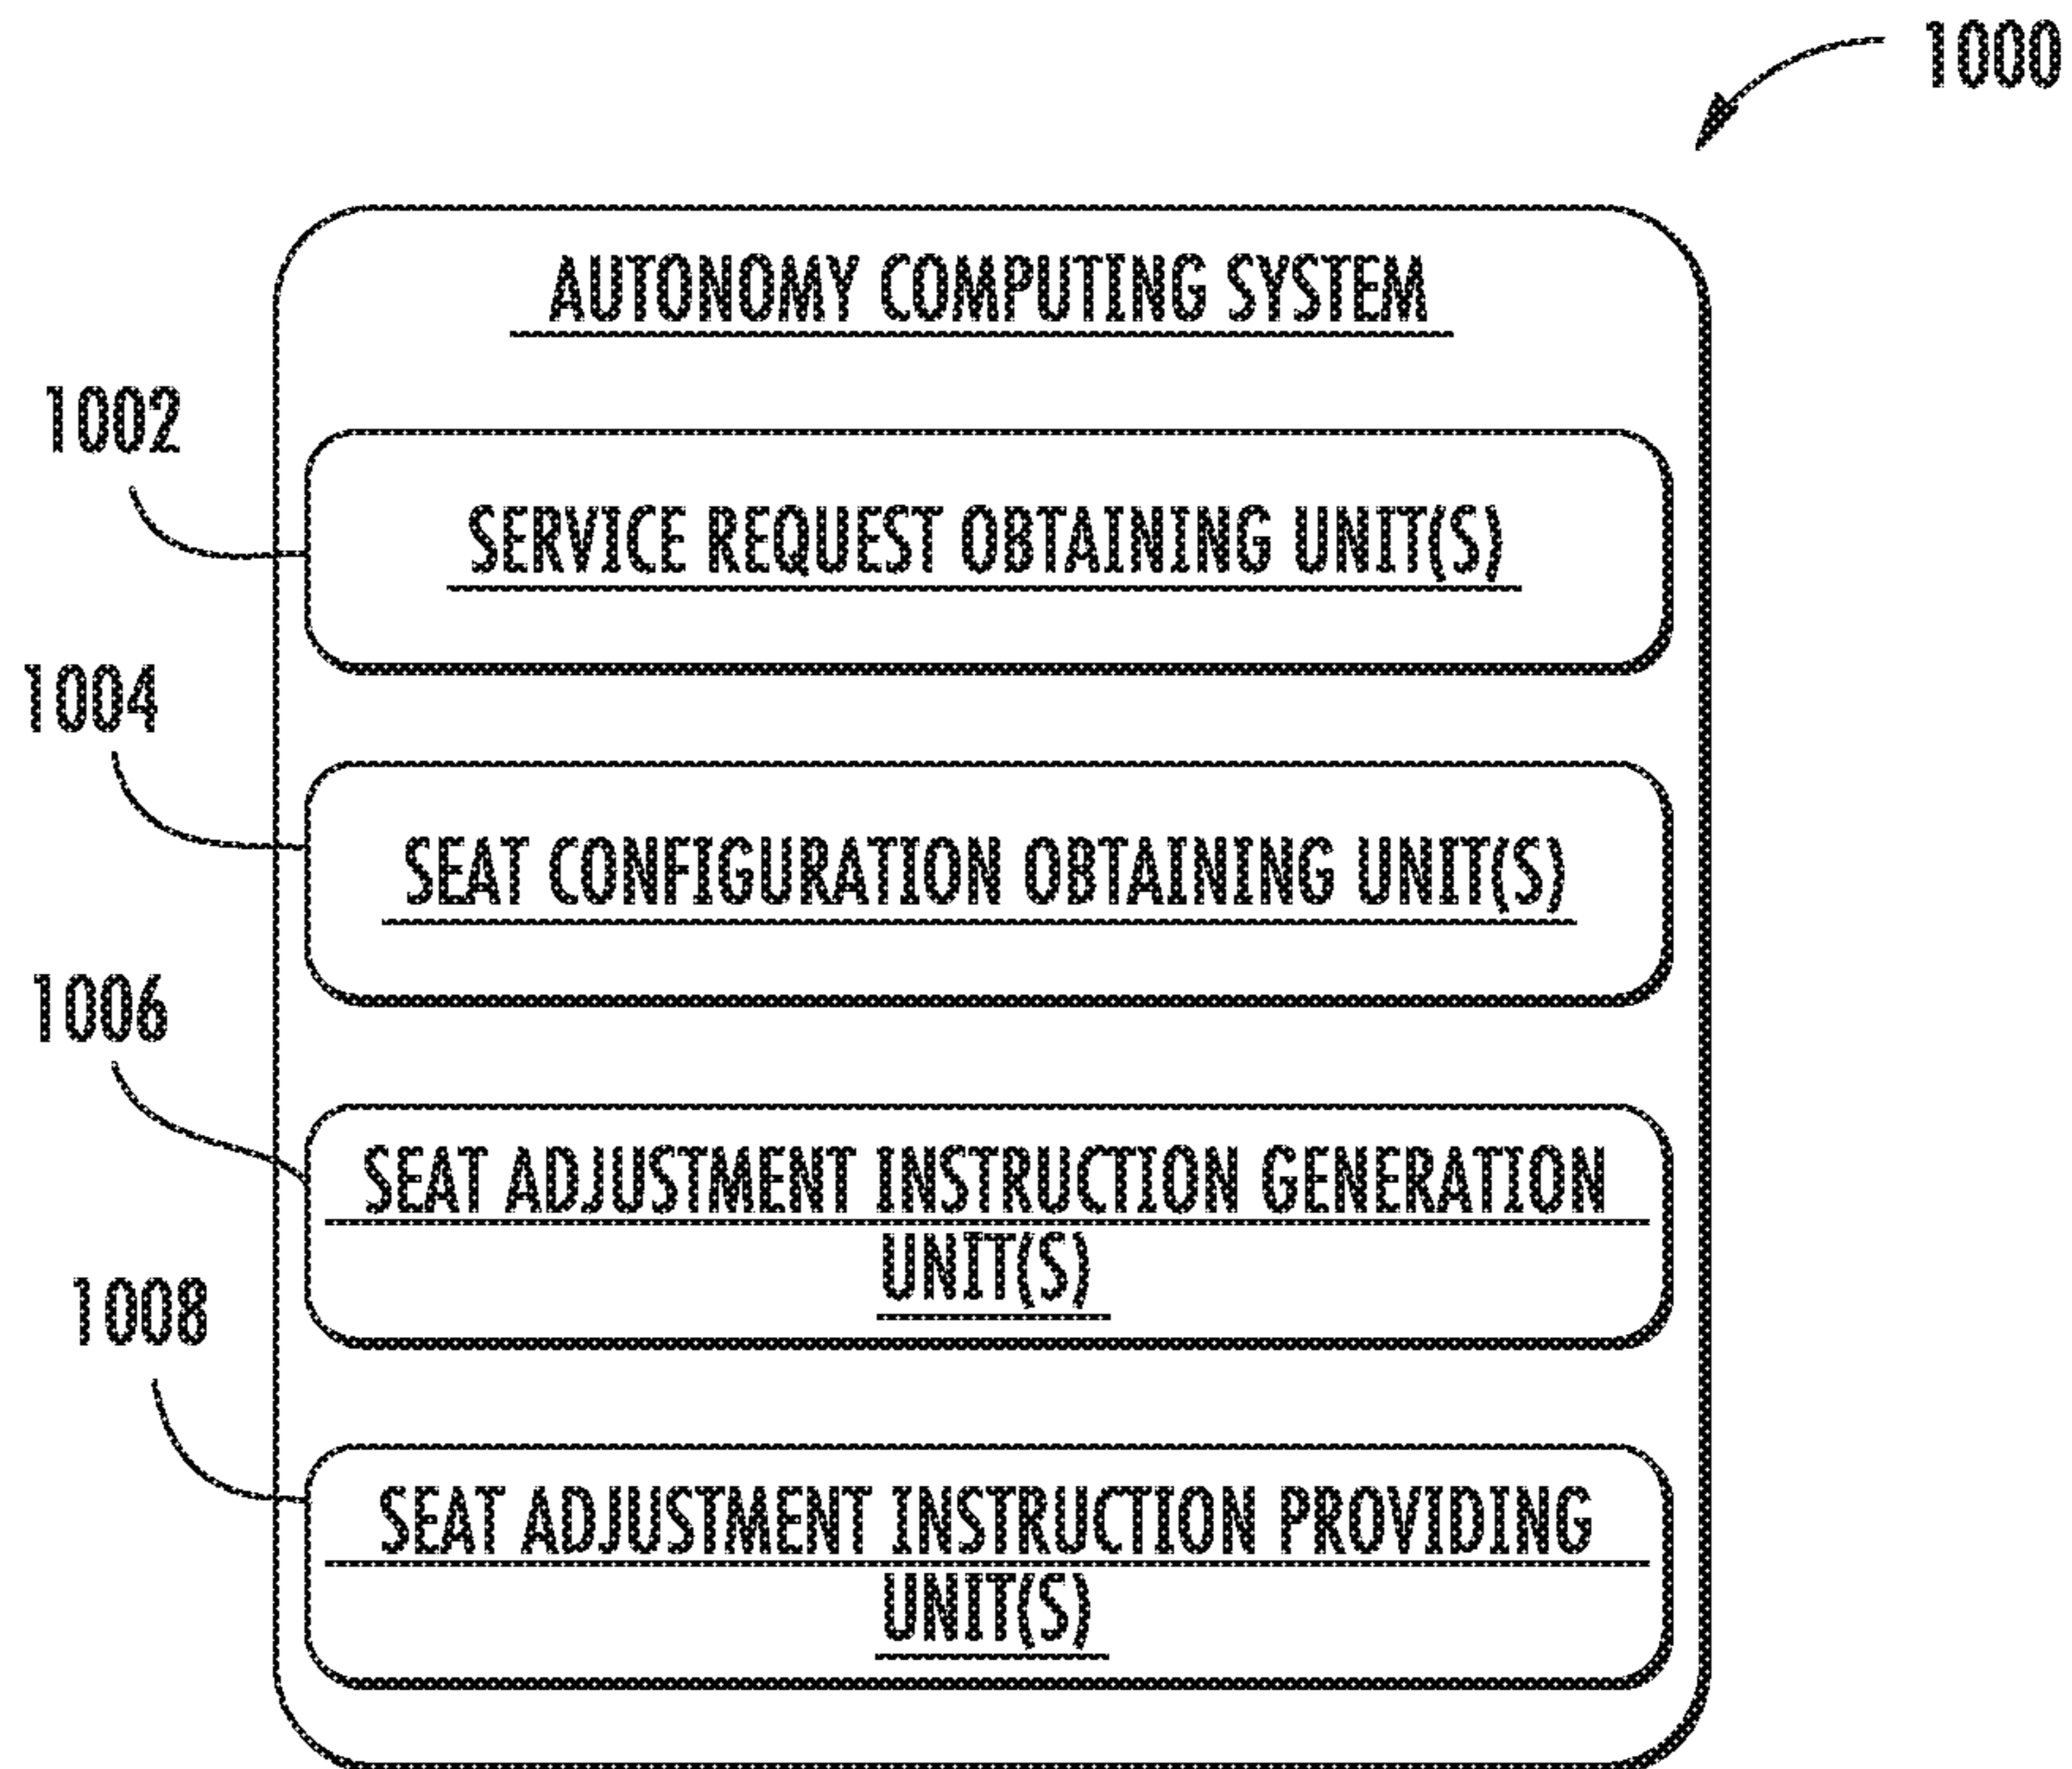 1000
AUTONOMY COMPUTING SYSTEM
1002
SERVICE REQUEST OBTAINING UNIT(S)
1004
SEAT CONFIGURATION OBTAINING UNIT(S)
1006
SEAT ADJUSTMENT INSTRUCTION GENERATION
UNIT(S)
1008
SEAT ADJUSTMENT INSTRUCTION PROVIDING
UNIT(S)